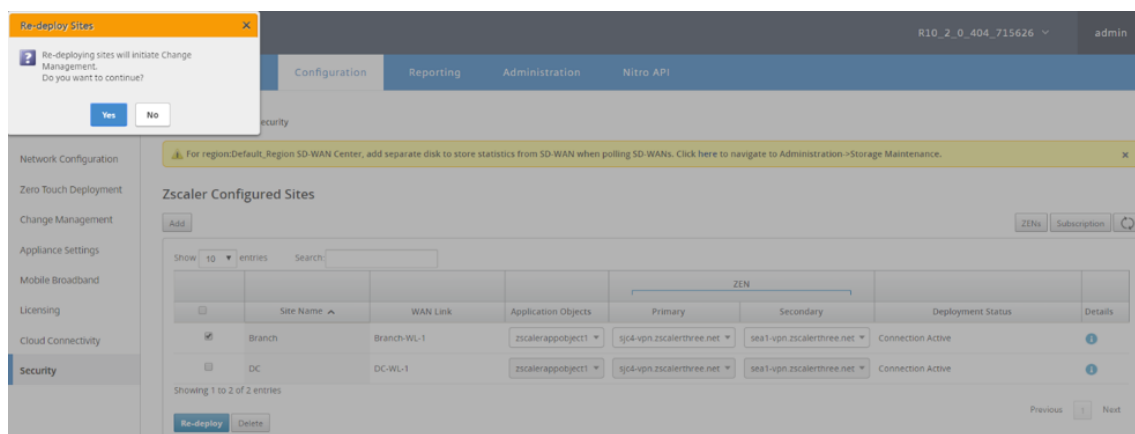 Re-deploy Sites
Re-deploying sites will initiate Change
Management.
Do you want to continue?
Yes No
R10_2_0_404_715626 admin
Configuration Reporting Administration Nitro API
ecurity
Network Configuration
Zero Touch Deployment
Change Management
Appliance Settings
Mobile Broadband
Licensing
Cloud Connectivity
Security
For region:Default_Region SD-WAN Center, add separate disk to store statistics from SD-WAN when polling SD-WANs. Click here to navigate to Administration->Storage Maintenance.
Zscaler Configured Sites
Add ZENs Subscription
Show 10 entries Search:
ZEN
Site Name WAN Link Application Objects Primary Secondary Deployment Status Details
Branch Branch-WL-1 zscalerappobject1 sjc4-vpn.zscalerthree.net sea1-vpn.zscalerthree.net Connection Active
DC DC-WL-1 zscalerappobject1 sjc4-vpn.zscalerthree.net sea1-vpn.zscalerthree.net Connection Active
Showing 1 to 2 of 2 entries
Previous 1 Next
Re-deploy Delete